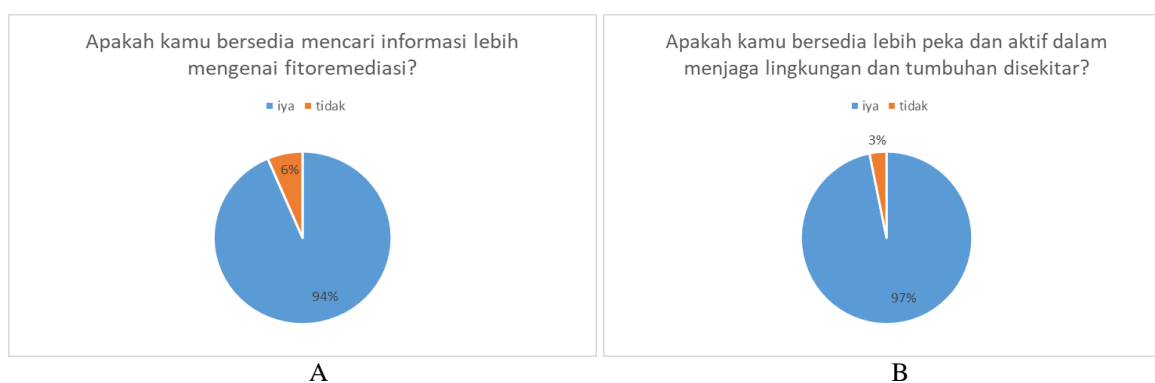 Apakah kamu bersedia mencari informasi lebih
mengenai fitoremediasi?
iya tidak
6%
94%
A
Apakah kamu bersedia lebih peka dan aktif dalam
menjaga lingkungan dan tumbuhan disekitar?
iya tidak
3%
97%
B